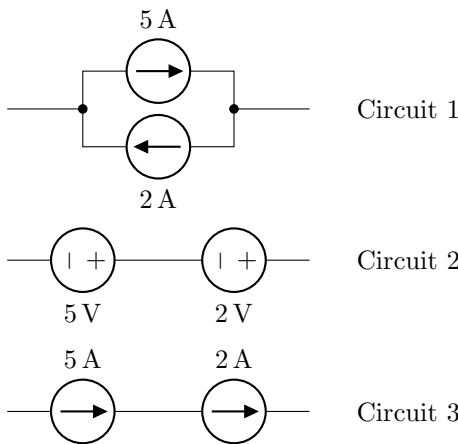 5 A
Circuit 1
2 A
− +
− +
Circuit 2
5 V
2 V
5 A
2 A
Circuit 3